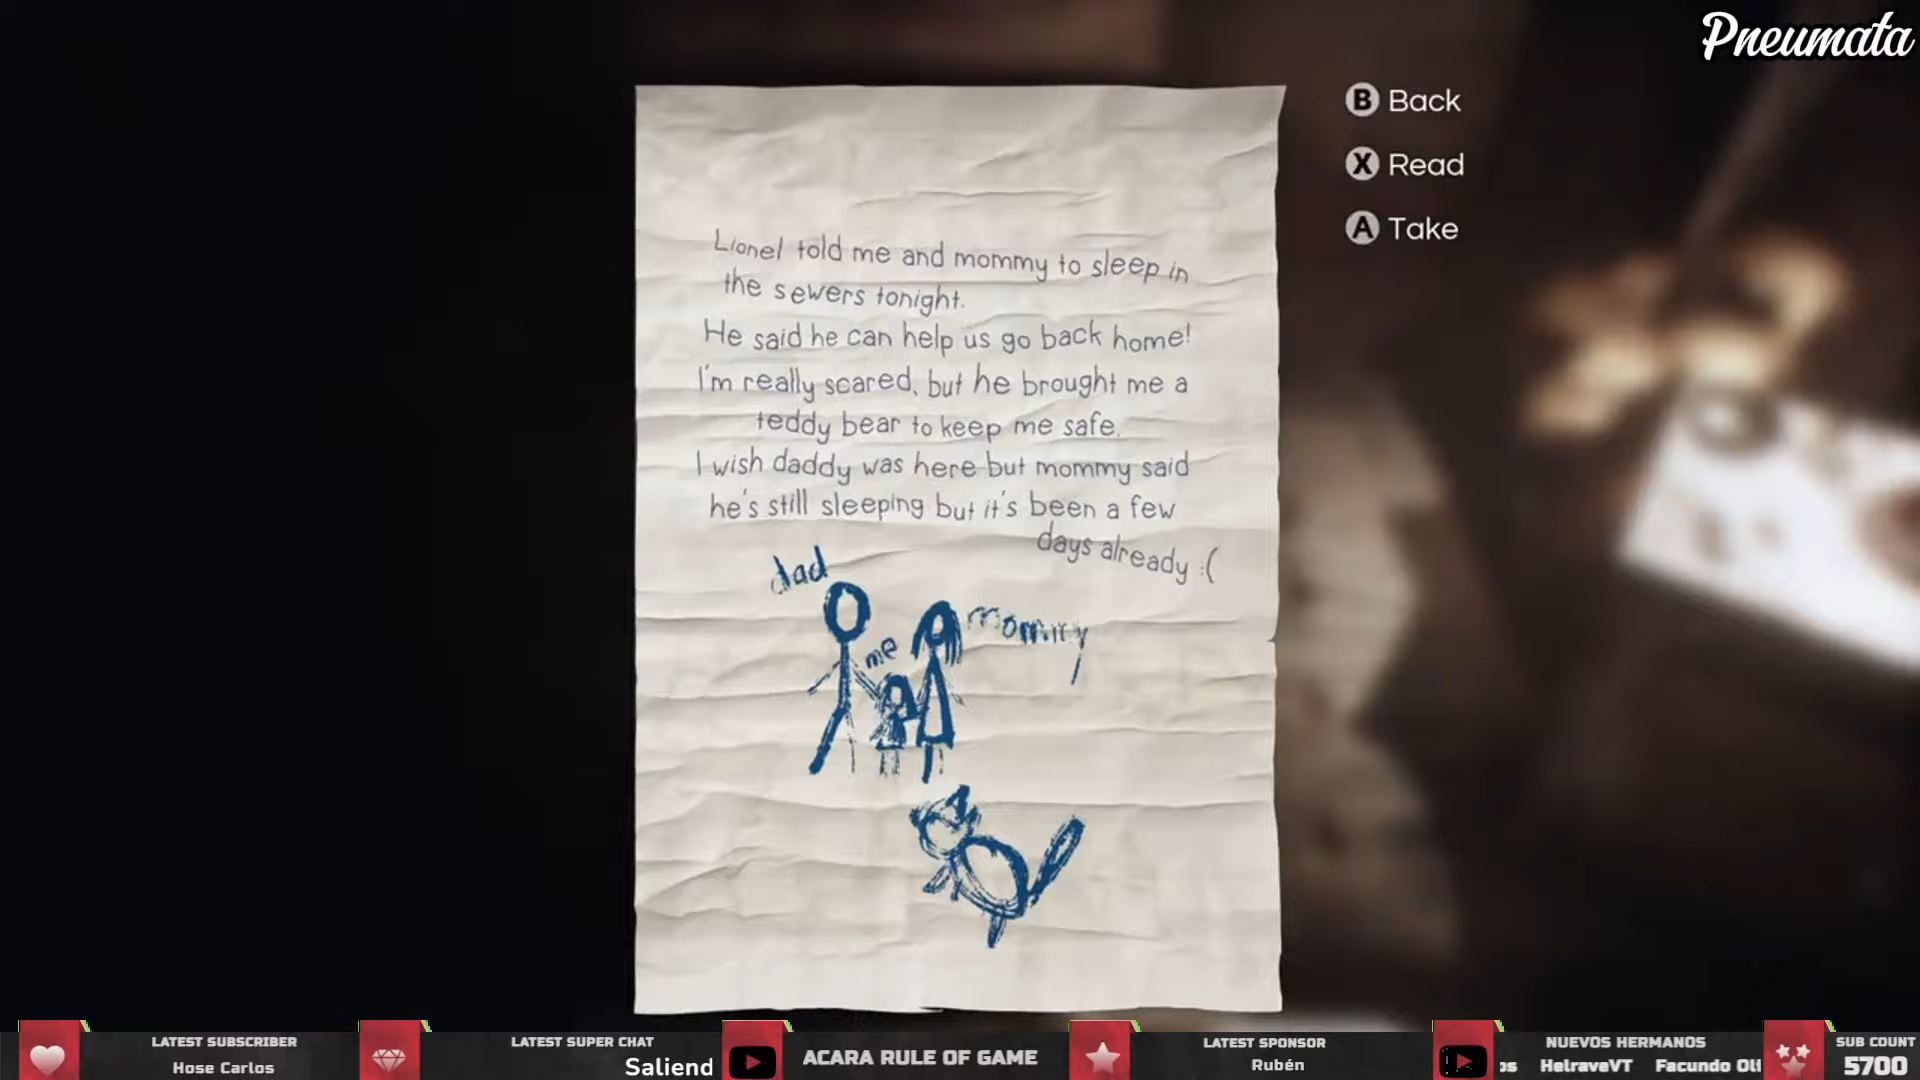 Pneumata
B Back
X Read
A Take
Lionel told me and mommy to sleep in
the sewers tonight.
He said he can help us go back home!
I'm really scared, but he brought me a
teddy bear to keep me safe.
I wish daddy was here but mommy said
he's still sleeping but it's been a few
days already :(
dad
me
mommy
LATEST SUBSCRIBER
Hose Carlos
LATEST SUPER CHAT
Saliend
ACARA RULE OF GAME
LATEST SPONSOR
Rubén
NUEVOS HERMANOS
HelraveVT Facundo
SUB COUNT
5700